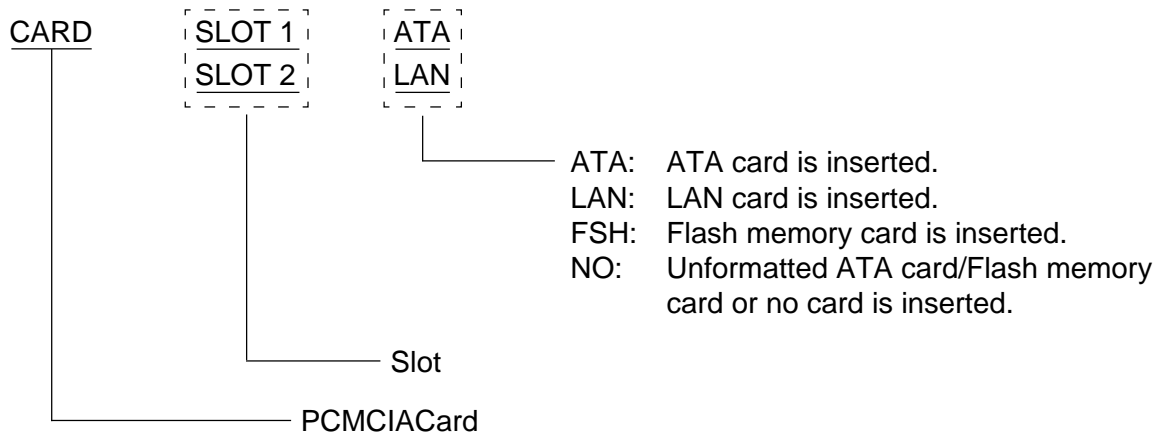 CARD SLOT 1 ATA
SLOT 2 LAN
ATA: ATA card is inserted.
LAN: LAN card is inserted.
FSH: Flash memory card is inserted.
NO: Unformatted ATA card/Flash memory
card or no card is inserted.
Slot
PCMCIACard